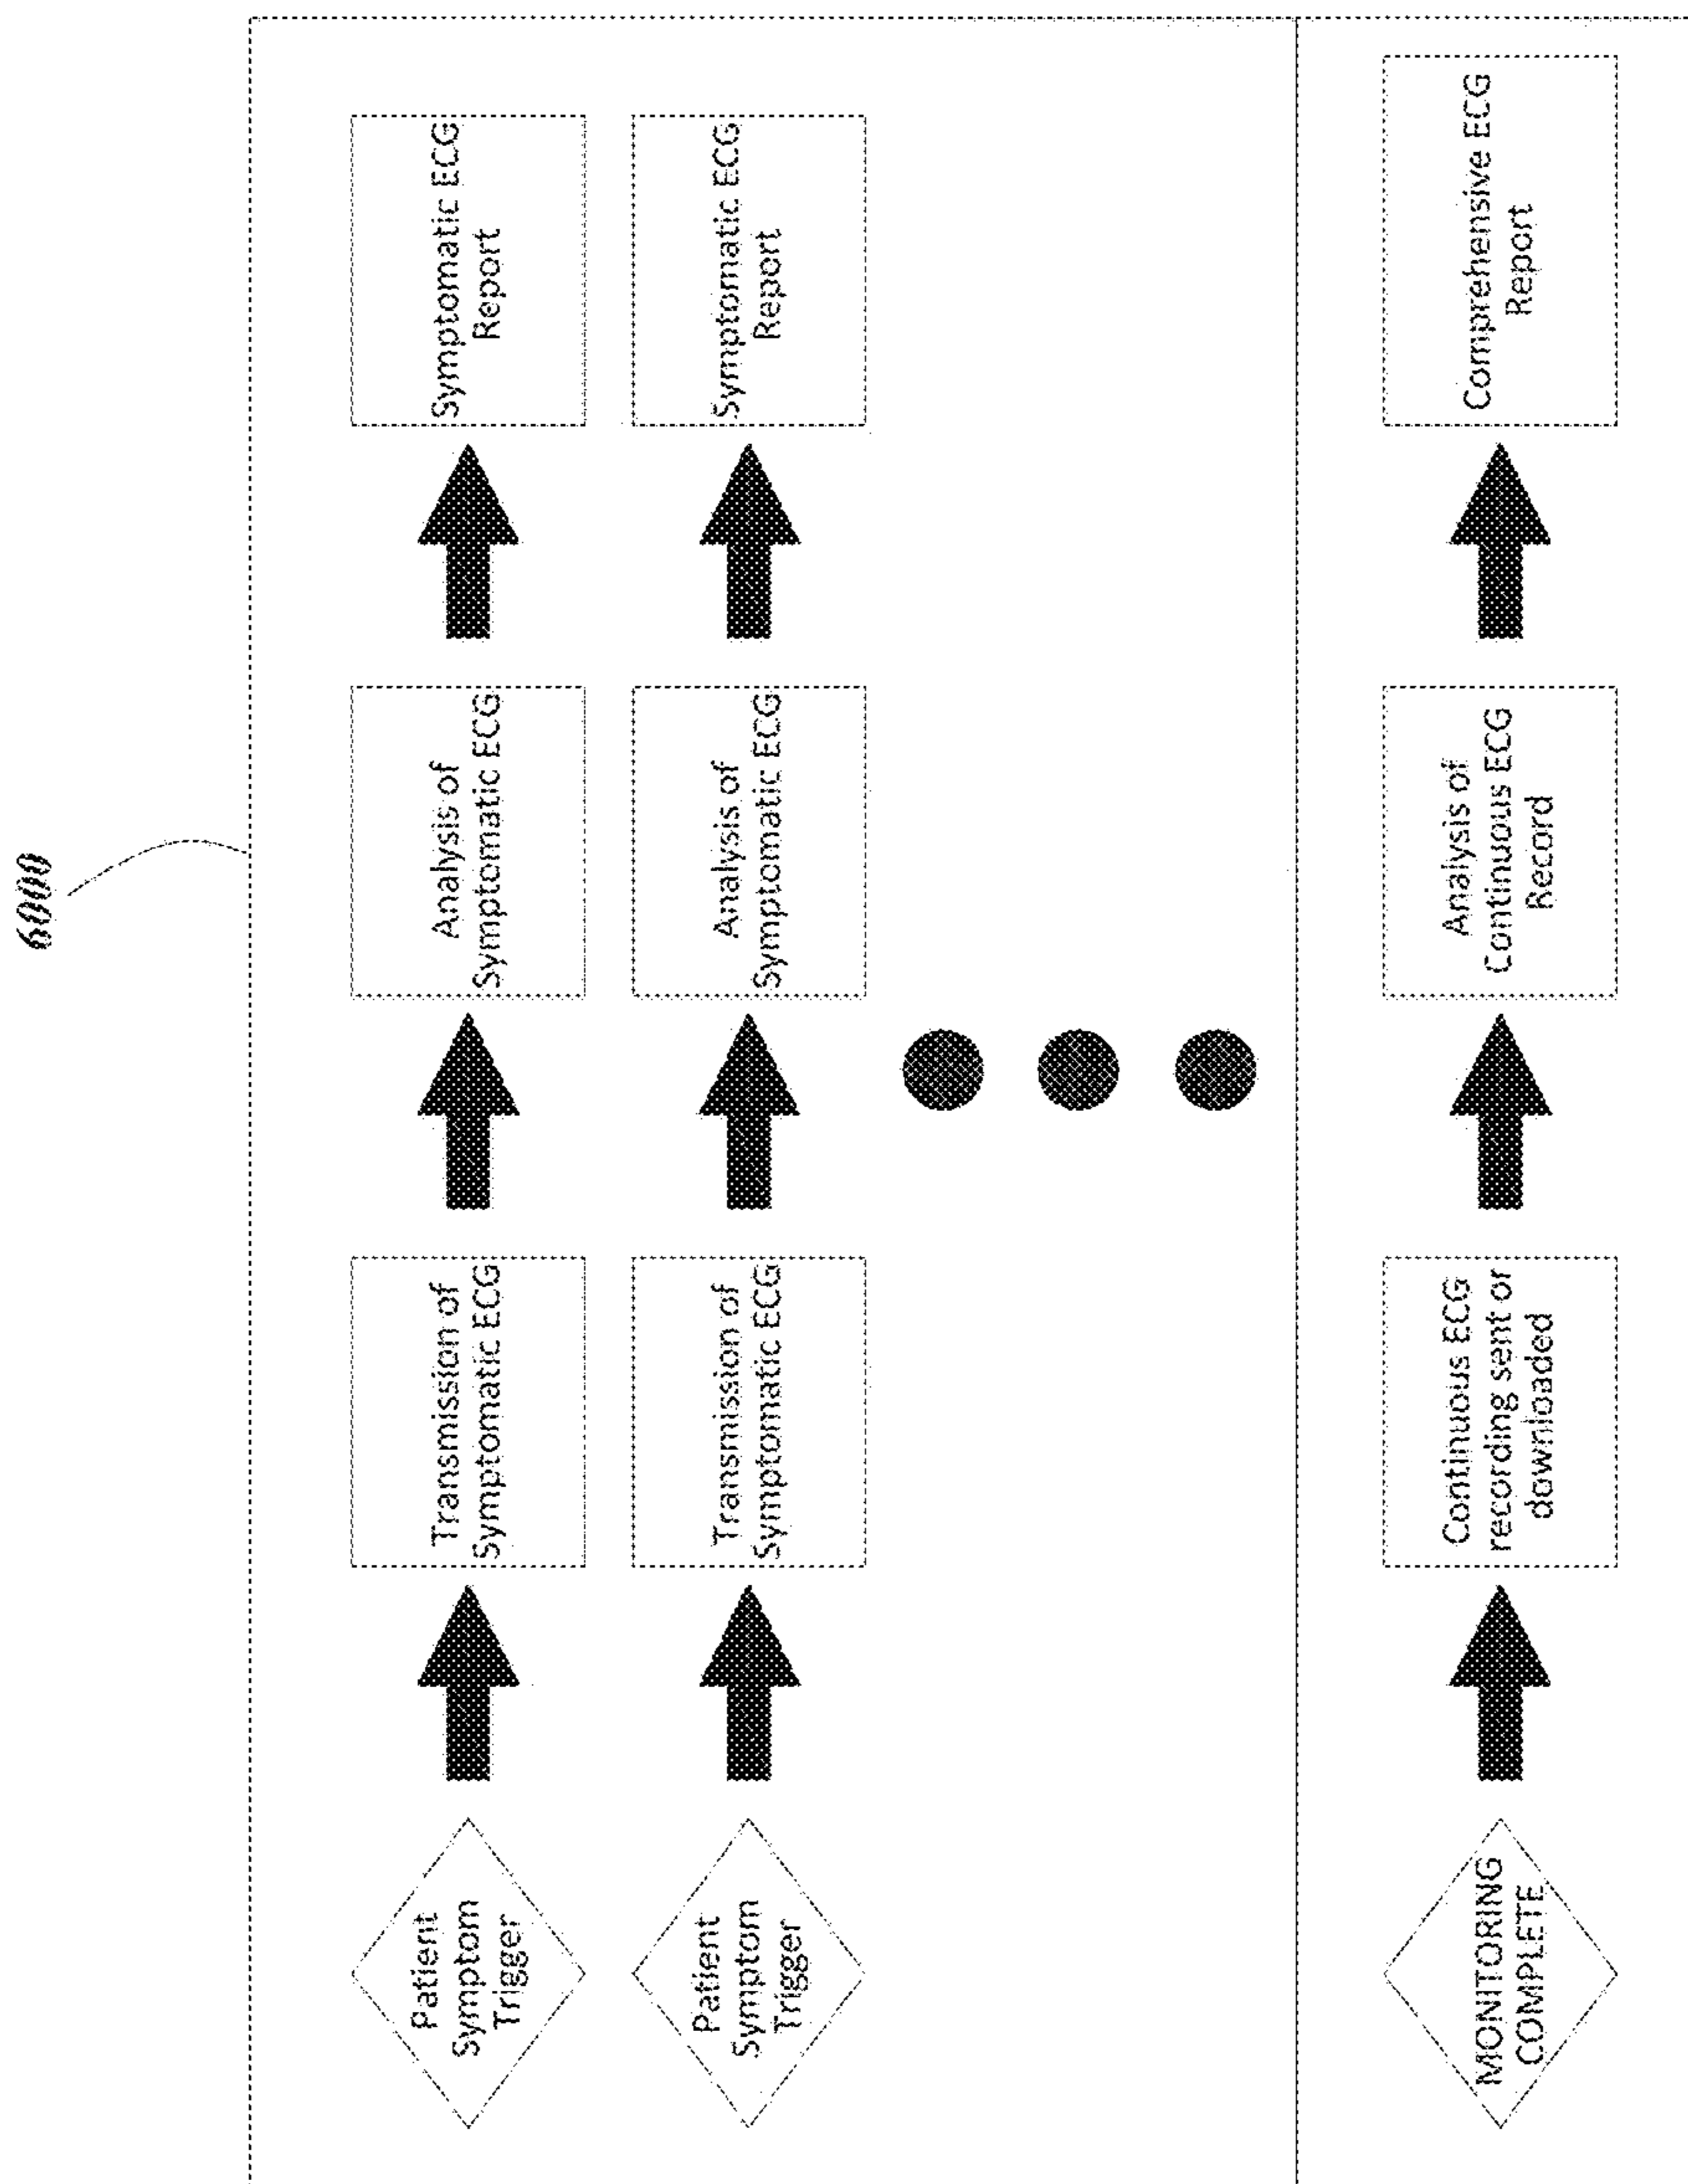 6000
Patient
Symptom
Trigger
Transmission of
Symptomatic ECG
Analysis of
Symptomatic ECG
Symptomatic ECG
Report
Patient
Symptom
Trigger
Transmission of
Symptomatic ECG
Analysis of
Symptomatic ECG
Symptomatic ECG
Report
MONITORING
COMPLETE
Continuous ECG
recording sent or
downloaded
Analysis of
Continuous ECG
Record
Comprehensive ECG
Report